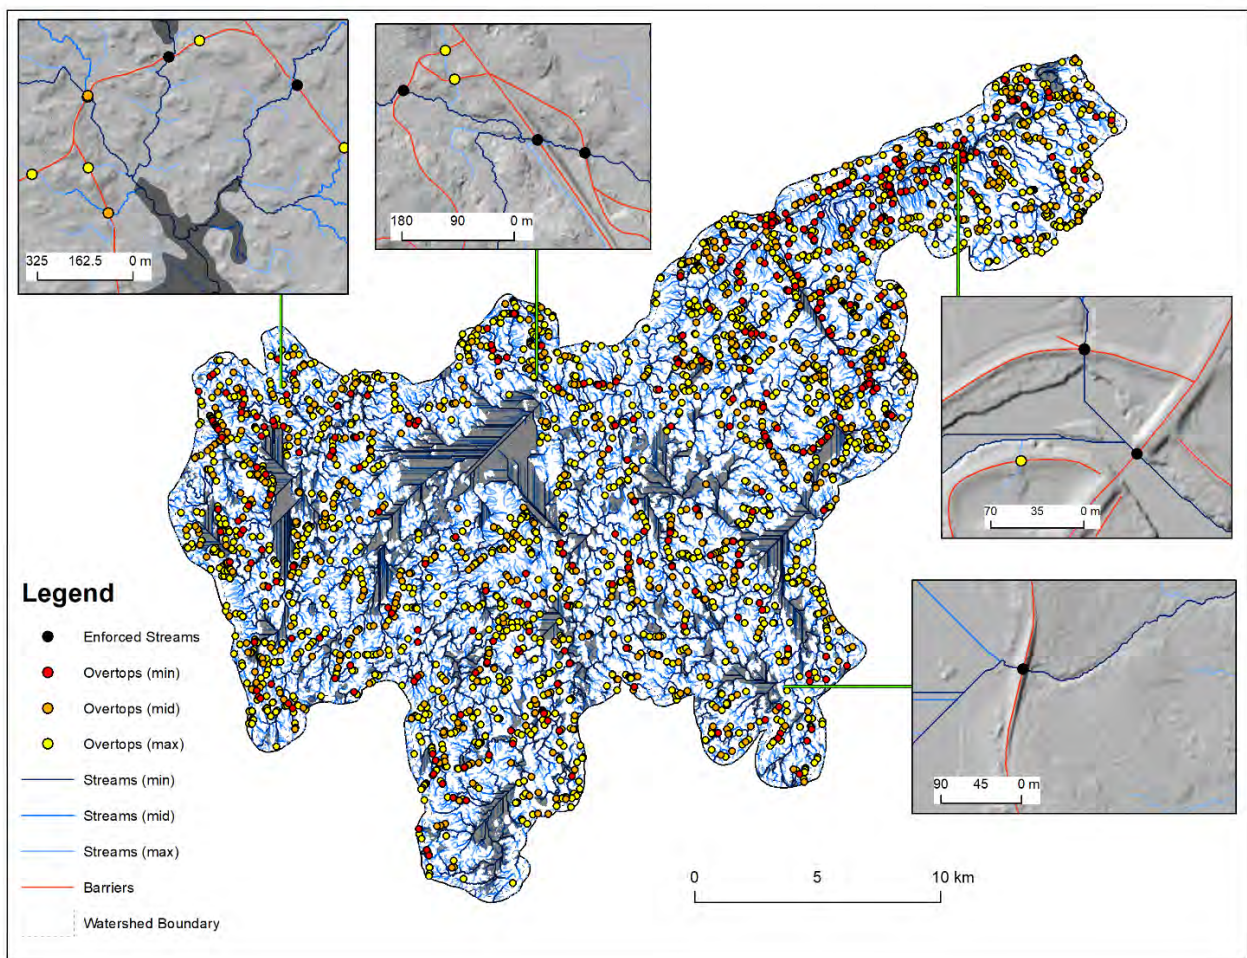 325 162.5 0 m
180 90 0 m
70 35 0 m
90 45 0 m
Legend
Enforced Streams
Overtops (min)
Overtops (mid)
Overtops (max)
Streams (min)
Streams (mid)
Streams (max)
Barriers
Watershed Boundary
0 5 10 km